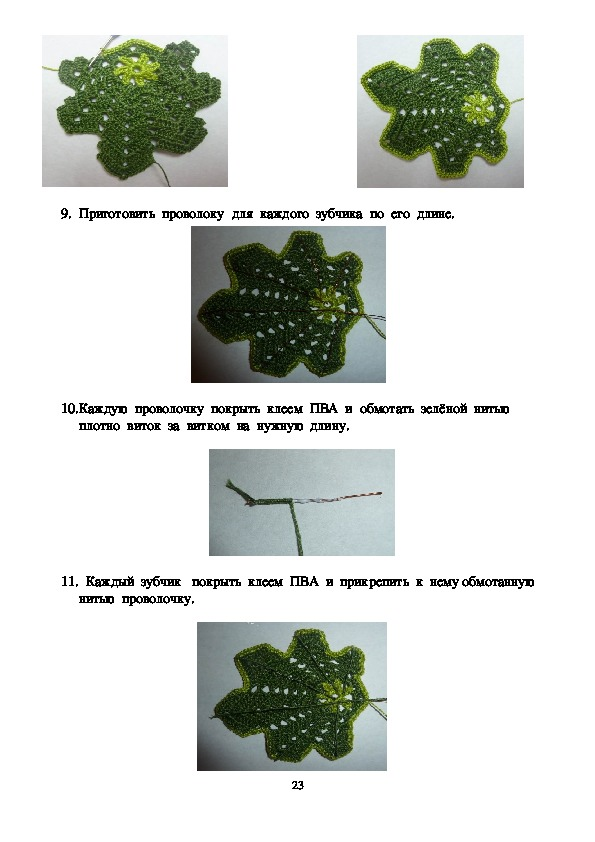 9. Приготовить проволоку для каждого зубчика по его длине.
10.Каждую проволочку покрыть клеем ПВА и обмотать зелёной нитью
плотно виток за витком на нужную длину.
11. Каждый зубчик покрыть клеем ПВА и прикрепить к нему обмотанную
нитью проволочку.
23